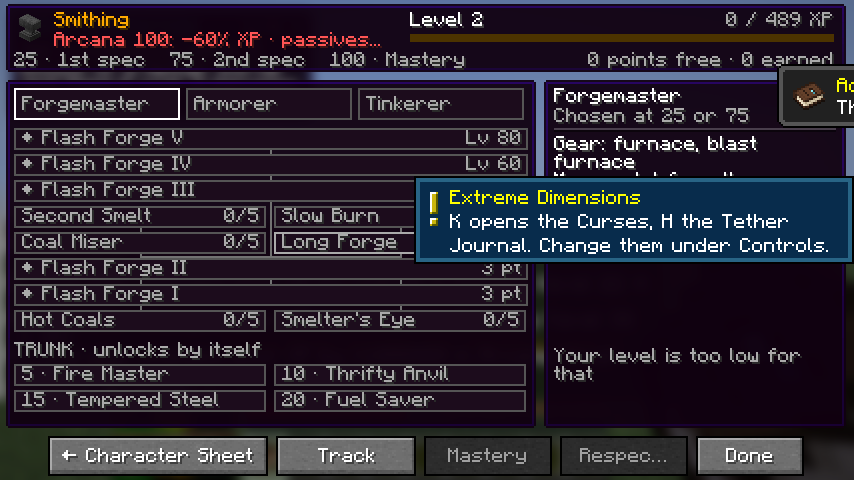 Smithing
Level 2
0 / 489 XP
Arcana 100: -60% XP · passives...
25 · 1st spec 75 · 2nd spec 100 · Mastery
0 points free · 0 earned
Forgemaster
Armorer
Tinkerer
✦ Flash Forge V
Lv 80
✦ Flash Forge IV
Lv 60
✦ Flash Forge III
Second Smelt 0/5
Slow Burn
Coal Miser 0/5
Long Forge
✦ Flash Forge II
3 pt
✦ Flash Forge I
3 pt
Hot Coals 0/5
Smelter's Eye 0/5
TRUNK · unlocks by itself
5 · Fire Master
10 · Thrifty Anvil
15 · Tempered Steel
20 · Fuel Saver
Forgemaster
Chosen at 25 or 75
Gear: furnace, blast
furnace
Extreme Dimensions
K opens the Curses, H the Tether
Journal. Change them under Controls.
Your level is too low for
that
← Character Sheet
Track
Mastery
Respec...
Done